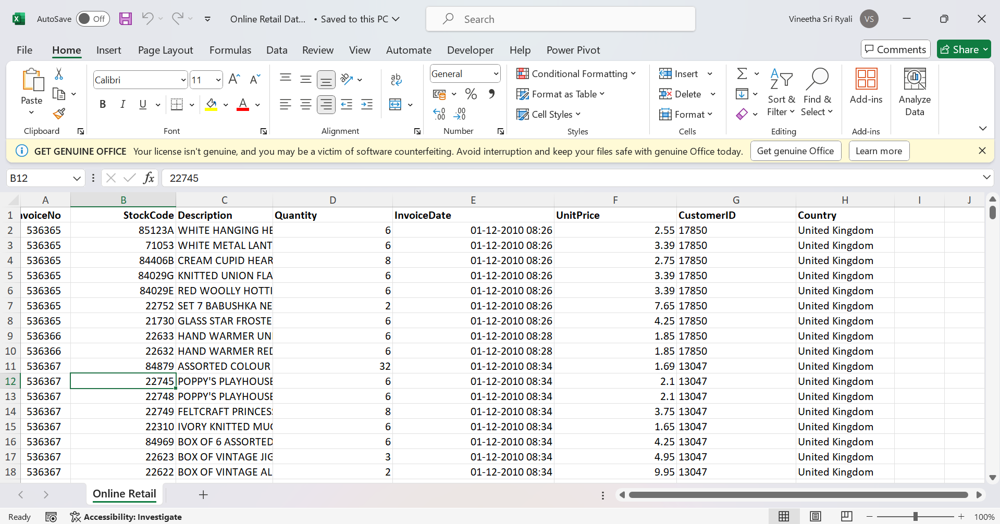 AutoSave Off Online Retail Dat... • Saved to this PC Search Vineetha Sri Ryali VS
File Home Insert Page Layout Formulas Data Review View Automate Developer Help Power Pivot Comments Share
Paste
Clipboard
Calibri 11
B I U A
Font
ab
Alignment
General
% 9
Number
Conditional Formatting
Format as Table
Cell Styles
Styles
Insert
Delete
Format
Cells
Sort &
Filter
Find &
Select
Editing
Add-ins
Add-ins
Analyze
Data
GET GENUINE OFFICE Your license isn't genuine, and you may be a victim of software counterfeiting. Avoid interruption and keep your files safe with genuine Office today. Get genuine Office Learn more
B12 fx 22745
A B C D E F G H I J
1 nvoiceNo StockCode Description Quantity InvoiceDate UnitPrice CustomerID Country
2 536365 85123A WHITE HANGING HE 6 01-12-2010 08:26 2.55 17850 United Kingdom
3 536365 71053 WHITE METAL LANT 6 01-12-2010 08:26 3.39 17850 United Kingdom
4 536365 84406B CREAM CUPID HEAR 8 01-12-2010 08:26 2.75 17850 United Kingdom
5 536365 84029G KNITTED UNION FLA 6 01-12-2010 08:26 3.39 17850 United Kingdom
6 536365 84029E RED WOOLLY HOTTI 6 01-12-2010 08:26 3.39 17850 United Kingdom
7 536365 22752 SET 7 BABUSHKA NE 2 01-12-2010 08:26 7.65 17850 United Kingdom
8 536365 21730 GLASS STAR FROSTE 6 01-12-2010 08:26 4.25 17850 United Kingdom
9 536366 22633 HAND WARMER UNI 6 01-12-2010 08:28 1.85 17850 United Kingdom
10 536366 22632 HAND WARMER RED 6 01-12-2010 08:28 1.85 17850 United Kingdom
11 536367 84879 ASSORTED COLOUR 32 01-12-2010 08:34 1.69 13047 United Kingdom
12 536367 22745 POPPY'S PLAYHOUSE 6 01-12-2010 08:34 2.1 13047 United Kingdom
13 536367 22748 POPPY'S PLAYHOUSE 6 01-12-2010 08:34 2.1 13047 United Kingdom
14 536367 22749 FELTCRAFT PRINCESS 8 01-12-2010 08:34 3.75 13047 United Kingdom
15 536367 22310 IVORY KNITTED MUG 6 01-12-2010 08:34 1.65 13047 United Kingdom
16 536367 84969 BOX OF 6 ASSORTED 6 01-12-2010 08:34 4.25 13047 United Kingdom
17 536367 22623 BOX OF VINTAGE JIG 3 01-12-2010 08:34 4.95 13047 United Kingdom
18 536367 22622 BOX OF VINTAGE AL 2 01-12-2010 08:34 9.95 13047 United Kingdom
Online Retail
Ready Accessibility: Investigate 100%